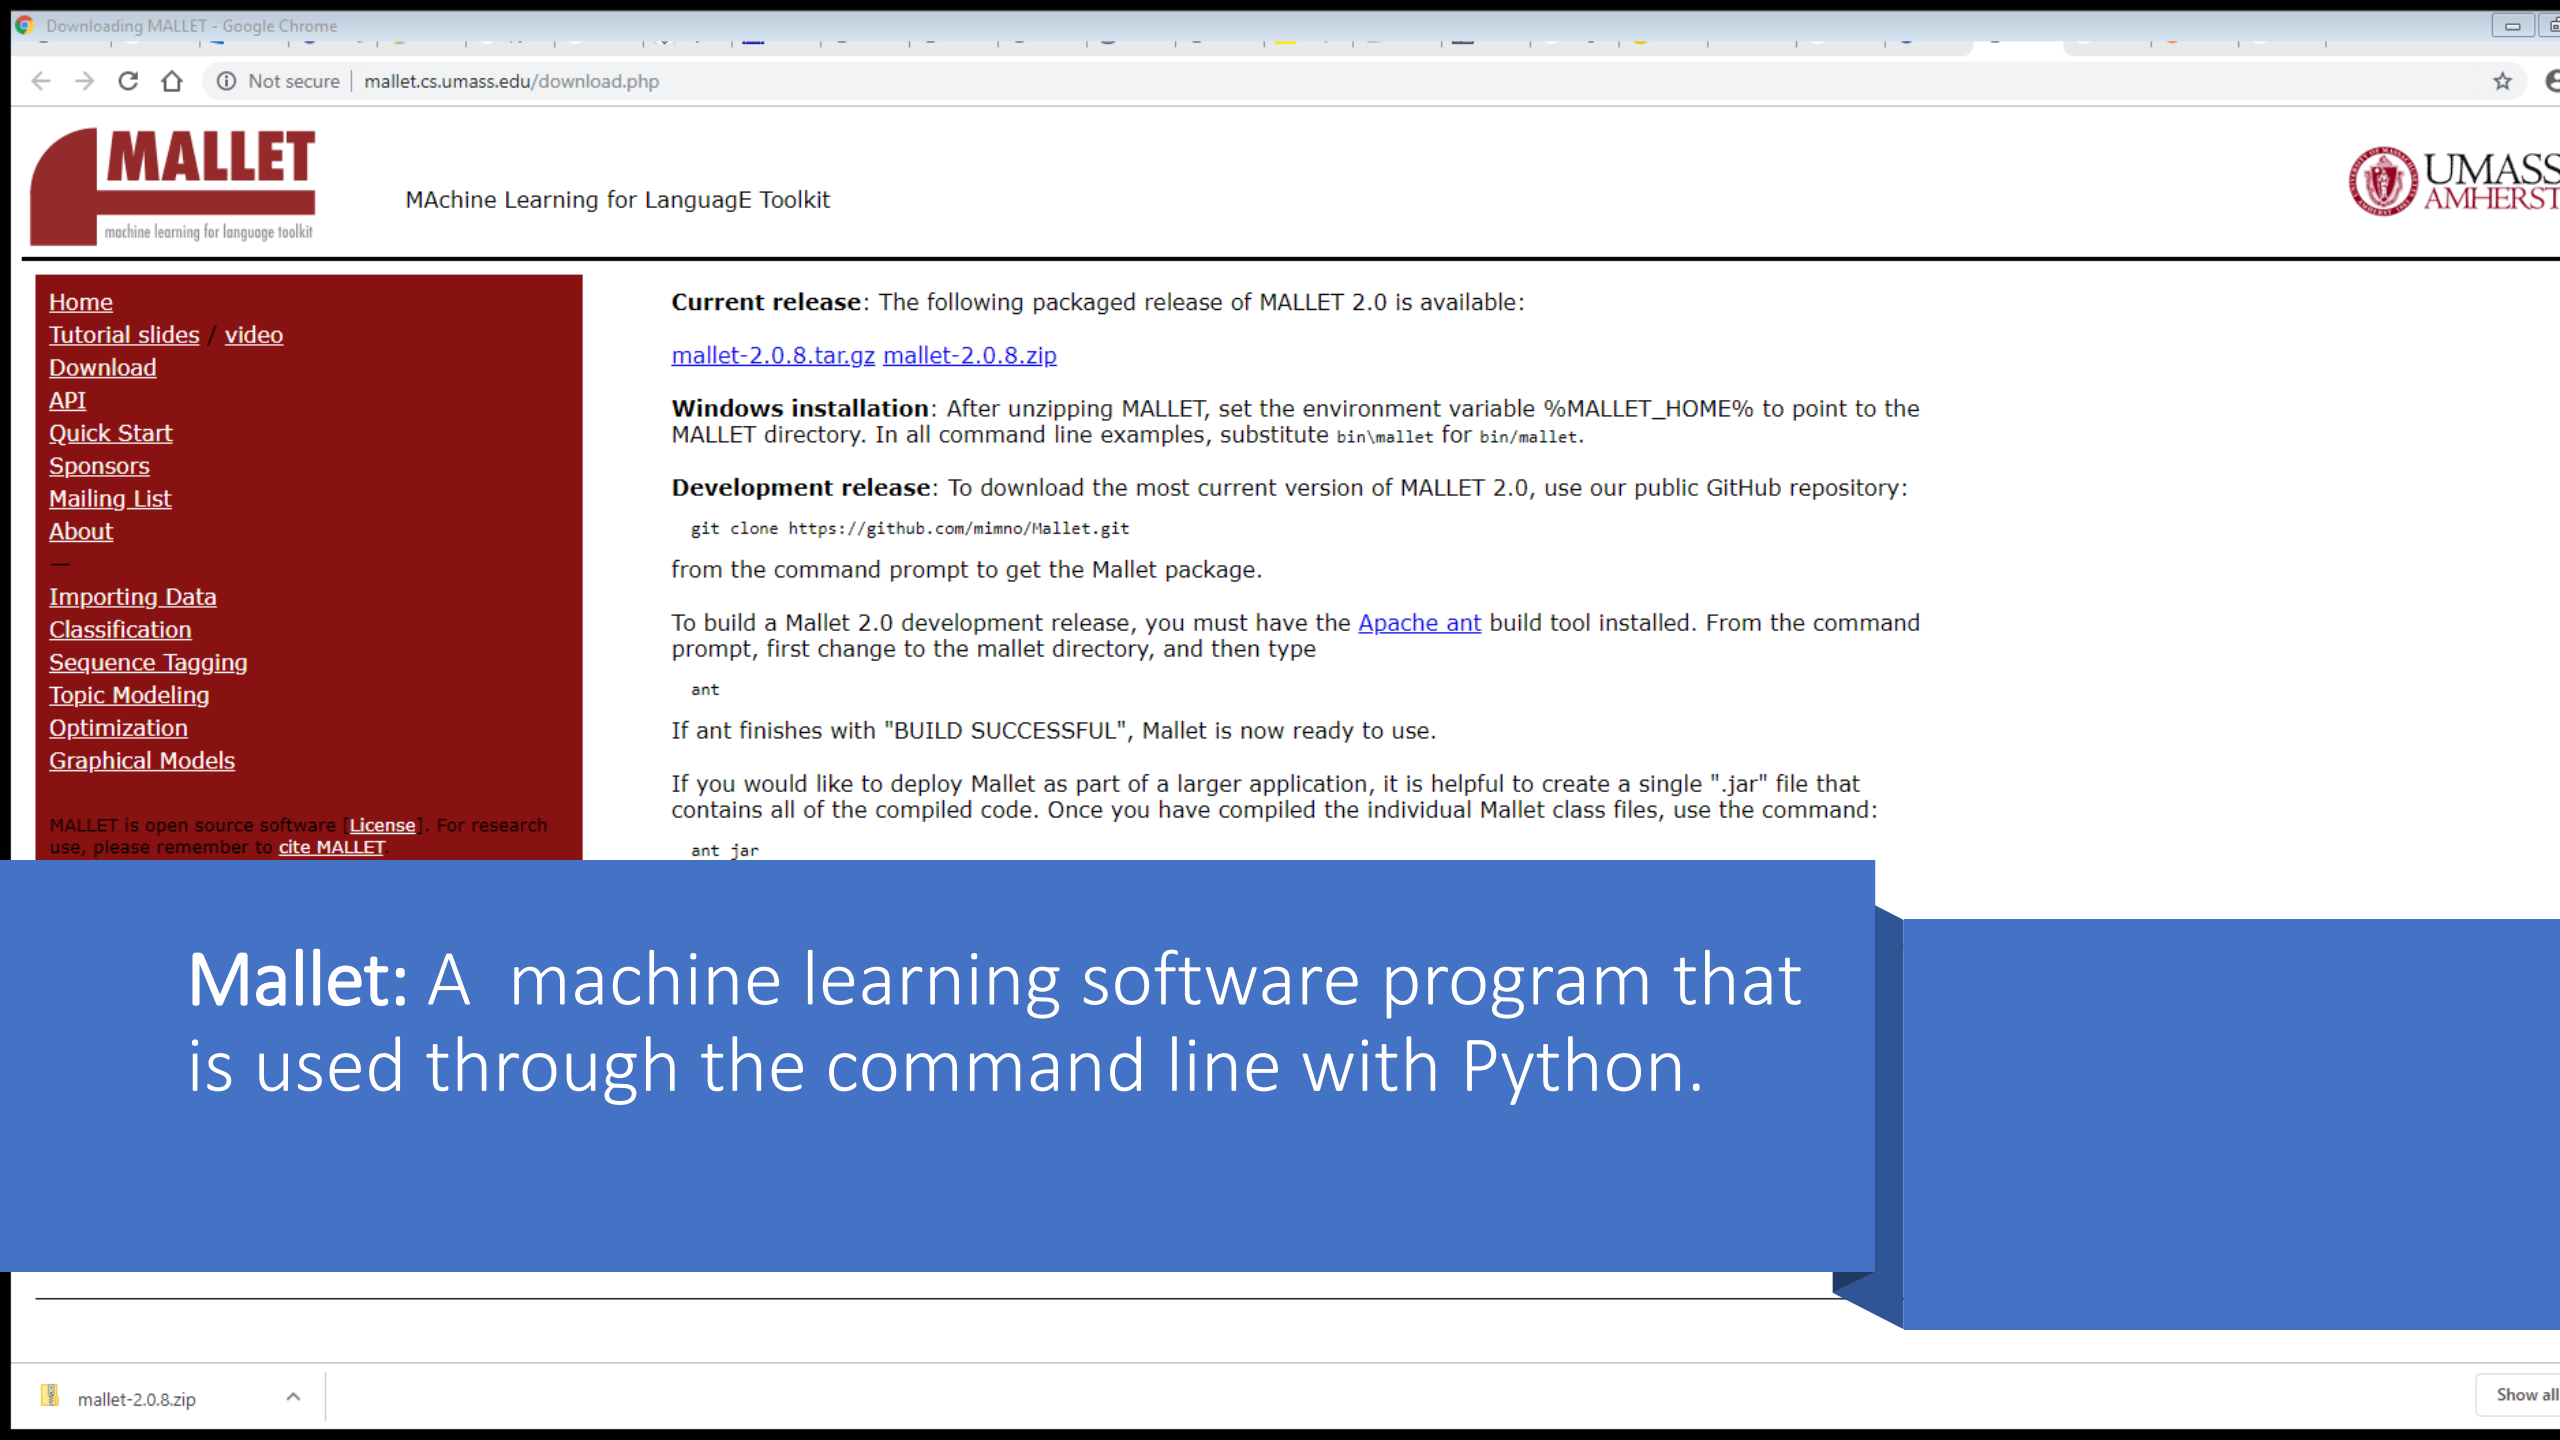 Downloading MALLET - Google Chrome
Not secure | mallet.cs.umass.edu/download.php
MALLET
machine learning for language toolkit
MAchine Learning for LanguagE Toolkit
UMASS
AMHERST
Home
Tutorial slides / video
Download
API
Quick Start
Sponsors
Mailing List
About
—
Importing Data
Classification
Sequence Tagging
Topic Modeling
Optimization
Graphical Models
MALLET is open source software [License]. For research
use, please remember to cite MALLET.
Current release: The following packaged release of MALLET 2.0 is available:
mallet-2.0.8.tar.gz mallet-2.0.8.zip
Windows installation: After unzipping MALLET, set the environment variable %MALLET_HOME% to point to the
MALLET directory. In all command line examples, substitute bin\mallet for bin/mallet.
Development release: To download the most current version of MALLET 2.0, use our public GitHub repository:
git clone https://github.com/mimno/Mallet.git
from the command prompt to get the Mallet package.
To build a Mallet 2.0 development release, you must have the Apache ant build tool installed. From the command
prompt, first change to the mallet directory, and then type
ant
If ant finishes with "BUILD SUCCESSFUL", Mallet is now ready to use.
If you would like to deploy Mallet as part of a larger application, it is helpful to create a single ".jar" file that
contains all of the compiled code. Once you have compiled the individual Mallet class files, use the command:
ant jar
Mallet: A  machine learning software program that
is used through the command line with Python.
mallet-2.0.8.zip
Show all